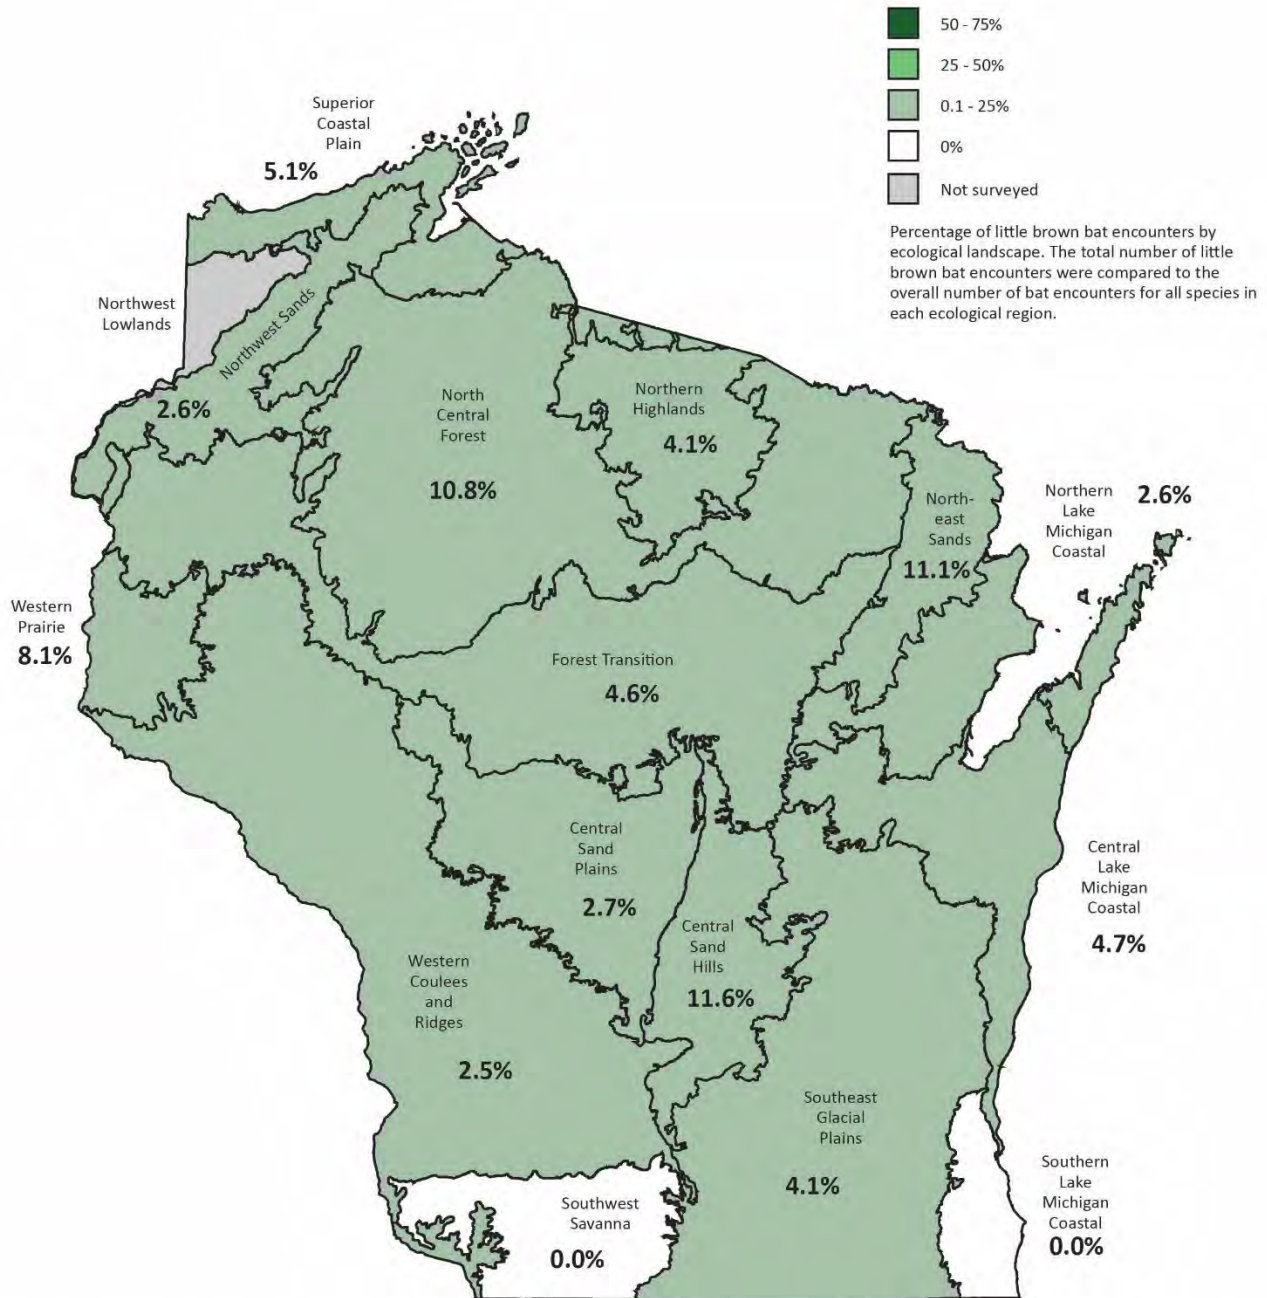 50 - 75%
25 - 50%
0.1 - 25%
0%
Not surveyed
Percentage of little brown bat encounters by
ecological landscape. The total number of little
brown bat encounters were compared to the
overall number of bat encounters for all species in
each ecological region.
Superior
Coastal
Plain
5.1%
Northwest
Lowlands
Northwest Sands
2.6%
North
Central
Forest
10.8%
Northern
Highlands
4.1%
North-
east
Sands
11.1%
Northern
Lake
Michigan
Coastal
2.6%
Western
Prairie
8.1%
Forest Transition
4.6%
Central
Sand
Plains
2.7%
Central
Sand
Hills
11.6%
Central
Lake
Michigan
Coastal
4.7%
Western
Coulees
and
Ridges
2.5%
Southeast
Glacial
Plains
4.1%
Southwest
Savanna
0.0%
Southern
Lake
Michigan
Coastal
0.0%